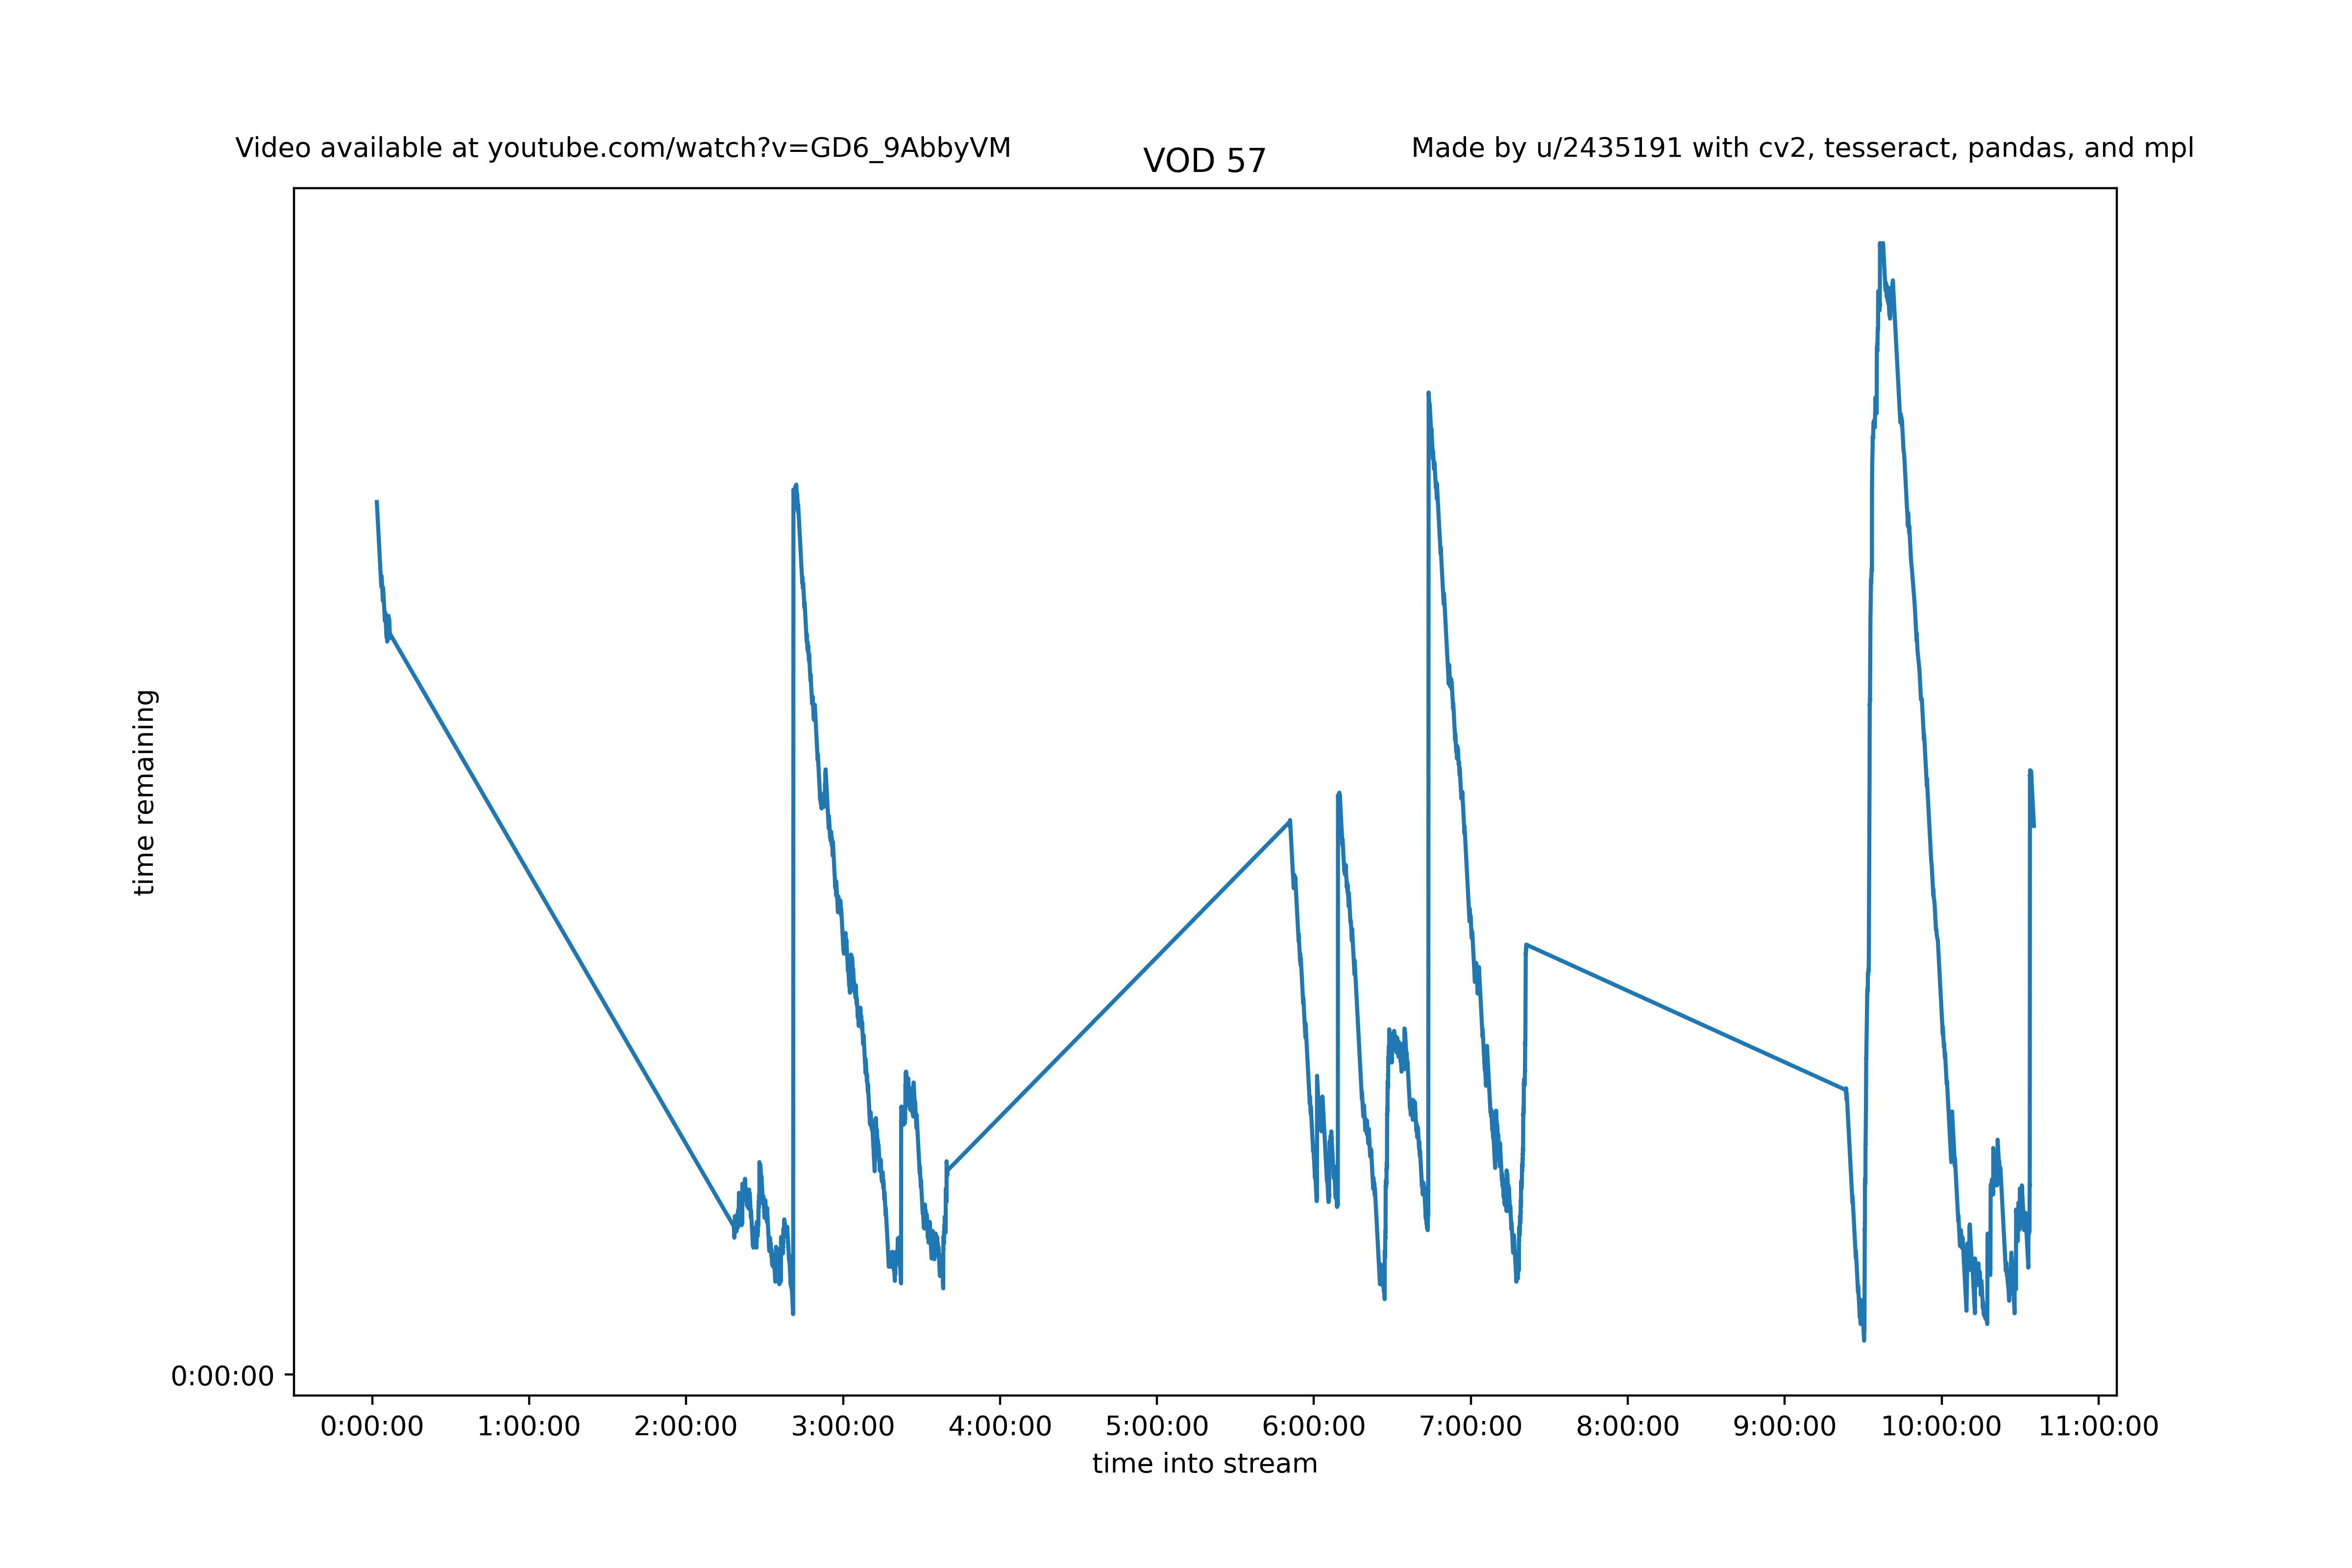 Video available at youtube.com/watch?v=GD6_9AbbyVM
VOD 57
Made by u/2435191 with cv2, tesseract, pandas, and mpl
time remaining
0:00:00
0:00:00 1:00:00 2:00:00 3:00:00 4:00:00 5:00:00 6:00:00 7:00:00 8:00:00 9:00:00 10:00:00 11:00:00
time into stream